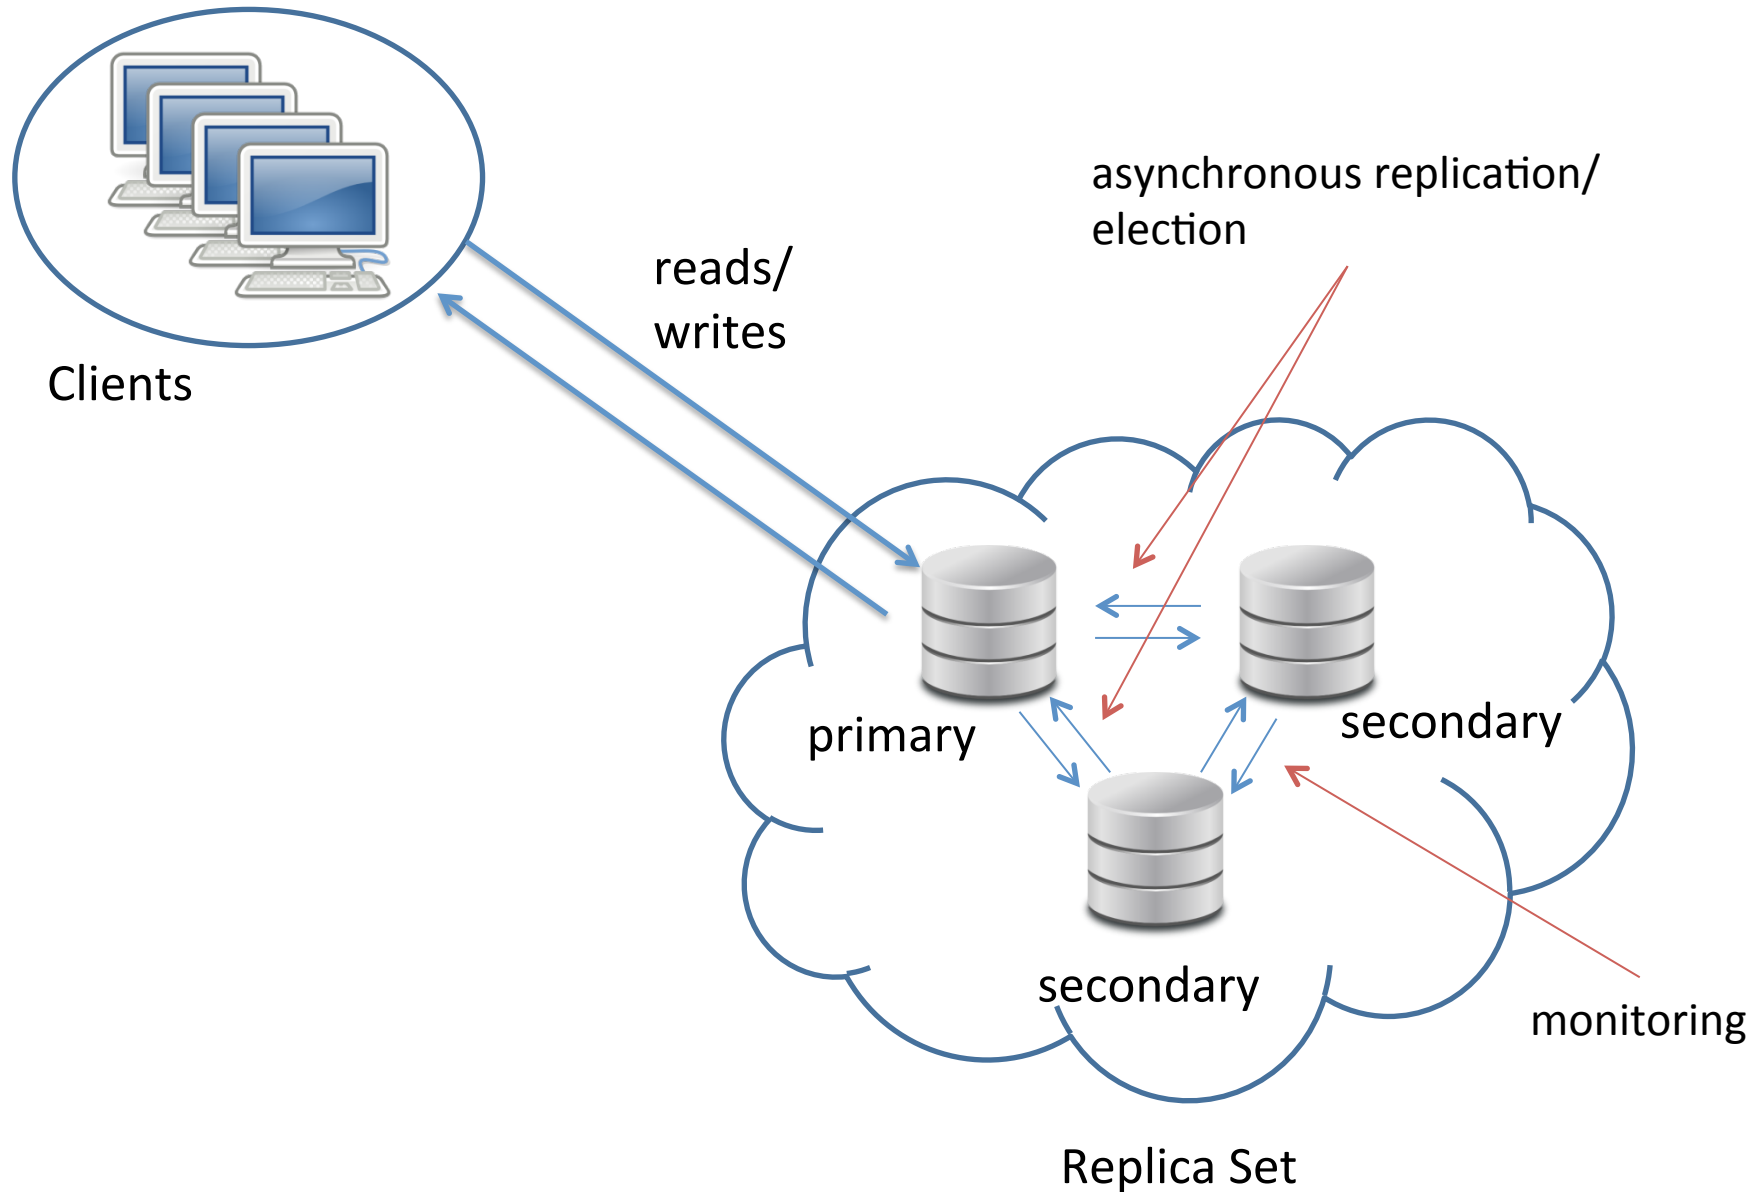 Clients
reads/
writes
asynchronous replication/
election
primary
secondary
secondary
monitoring
Replica Set